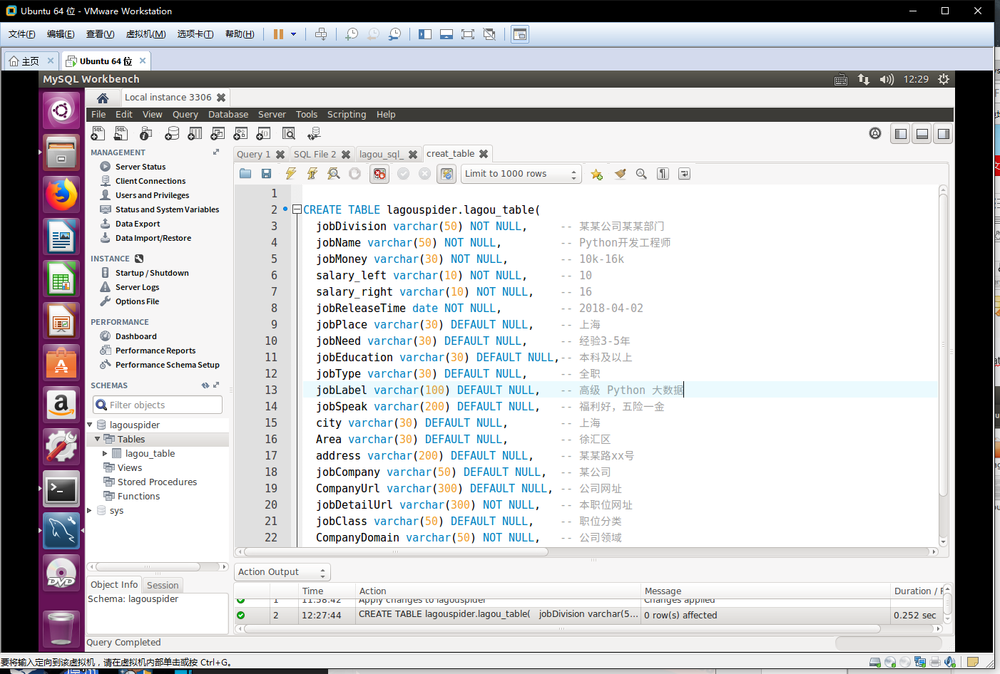 Ubuntu 64 位 - VMware Workstation
文件(F) 编辑(E) 查看(V) 虚拟机(M) 选项卡(T) 帮助(H)
主页 Ubuntu 64 位
MySQL Workbench 12:29
Local instance 3306
File Edit View Query Database Server Tools Scripting Help
MANAGEMENT
Server Status
Client Connections
Users and Privileges
Status and System Variables
Data Export
Data Import/Restore
INSTANCE
Startup / Shutdown
Server Logs
Options File
PERFORMANCE
Dashboard
Performance Reports
Performance Schema Setup
SCHEMAS
Filter objects
lagouspider
Tables
lagou_table
Views
Stored Procedures
Functions
sys
Object Info Session
Schema: lagouspider
Query 1 SQL File 2 lagou_sql_ creat_table
Limit to 1000 rows
1
2 CREATE TABLE lagouspider.lagou_table(
3 jobDivision varchar(50) NOT NULL, -- 某某公司某某部门
4 jobName varchar(50) NOT NULL, -- Python开发工程师
5 jobMoney varchar(30) NOT NULL, -- 10k-16k
6 salary_left varchar(10) NOT NULL, -- 10
7 salary_right varchar(10) NOT NULL, -- 16
8 jobReleaseTime date NOT NULL, -- 2018-04-02
9 jobPlace varchar(30) DEFAULT NULL, -- 上海
10 jobNeed varchar(30) DEFAULT NULL, -- 经验3-5年
11 jobEducation varchar(30) DEFAULT NULL,-- 本科及以上
12 jobType varchar(30) DEFAULT NULL, -- 全职
13 jobLabel varchar(100) DEFAULT NULL, -- 高级 Python 大数据
14 jobSpeak varchar(200) DEFAULT NULL, -- 福利好，五险一金
15 city varchar(30) DEFAULT NULL, -- 上海
16 Area varchar(30) DEFAULT NULL, -- 徐汇区
17 address varchar(200) DEFAULT NULL, -- 某某路xx号
18 jobCompany varchar(50) DEFAULT NULL, -- 某公司
19 CompanyUrl varchar(300) DEFAULT NULL, -- 公司网址
20 jobDetailUrl varchar(300) NOT NULL, -- 本职位网址
21 jobClass varchar(50) DEFAULT NULL, -- 职位分类
22 CompanyDomain varchar(50) NOT NULL, -- 公司领域
Action Output
Time Action Message Duration / F
1 11:58:42 Apply changes to lagouspider Changes applied
2 12:27:44 CREATE TABLE lagouspider.lagou_table( jobDivision varchar(5... 0 row(s) affected 0.252 sec
Query Completed
要将输入定向到该虚拟机，请在虚拟机内部单击或按 Ctrl+G。